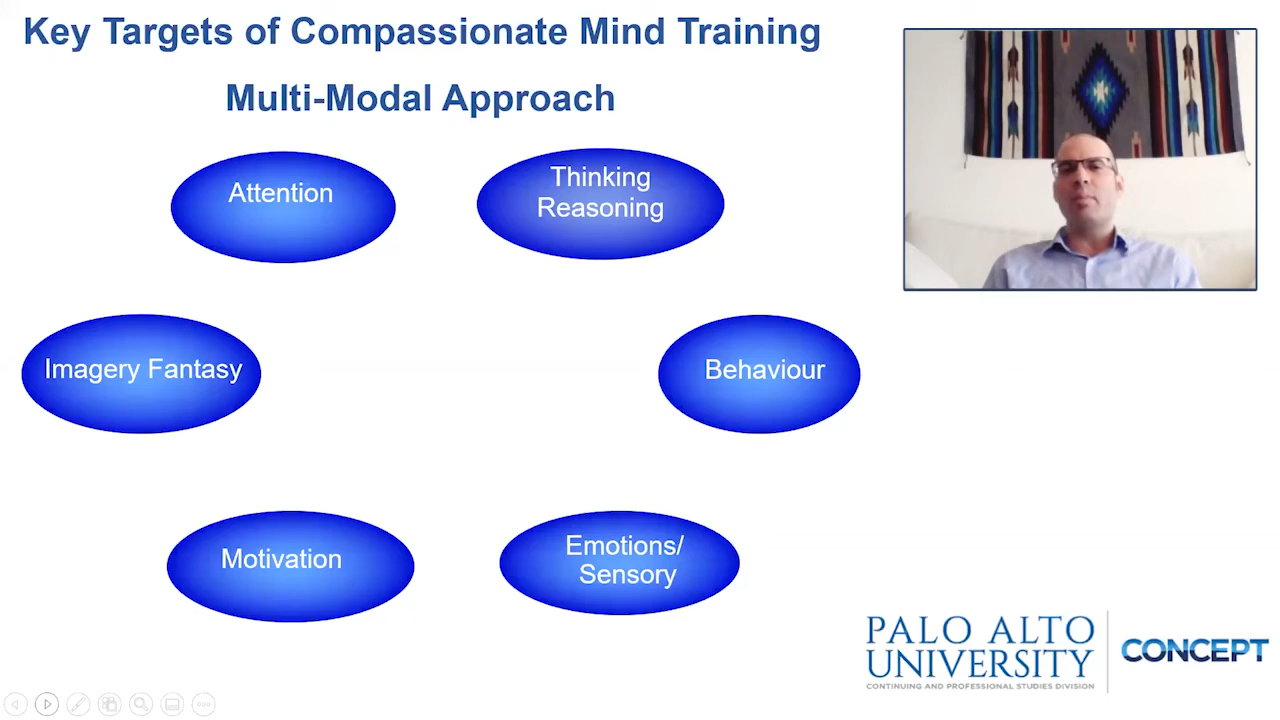 Key Targets of Compassionate Mind Training
Multi-Modal Approach
Attention
Thinking
Reasoning
Imagery Fantasy
Behaviour
Motivation
Emotions/
Sensory
PALO ALTO
UNIVERSITY
CONTINUING AND PROFESSIONAL STUDIES DIVISION
CONCEPT